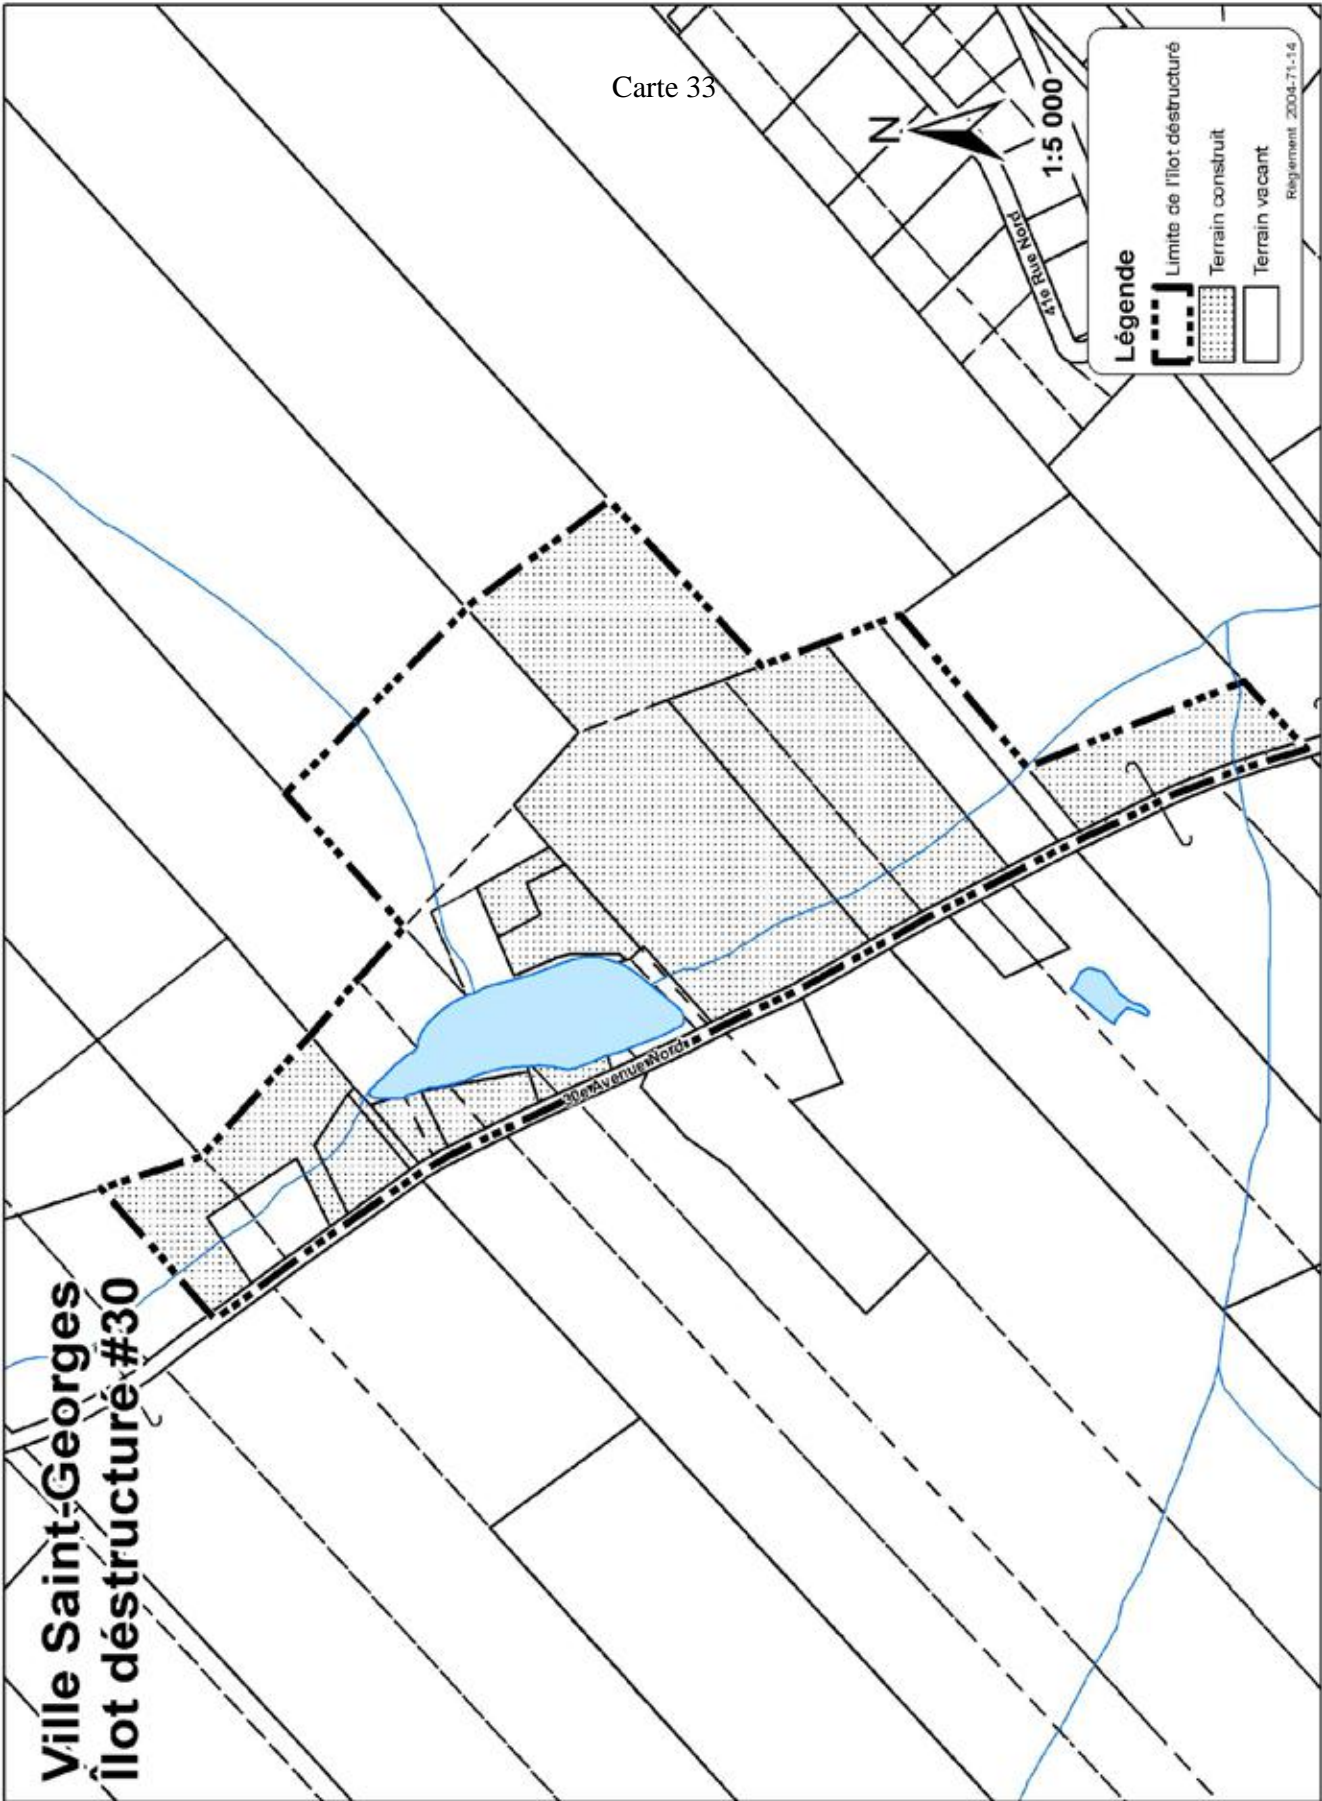 Carte 33
Ville Saint-Georges
Îlot déstructuré #30
30e Avenue Nord
41e Rue Nord
N
1:5 000
Légende
Limite de l'îlot déstructuré
Terrain construit
Terrain vacant
Règlement 2004-71-14